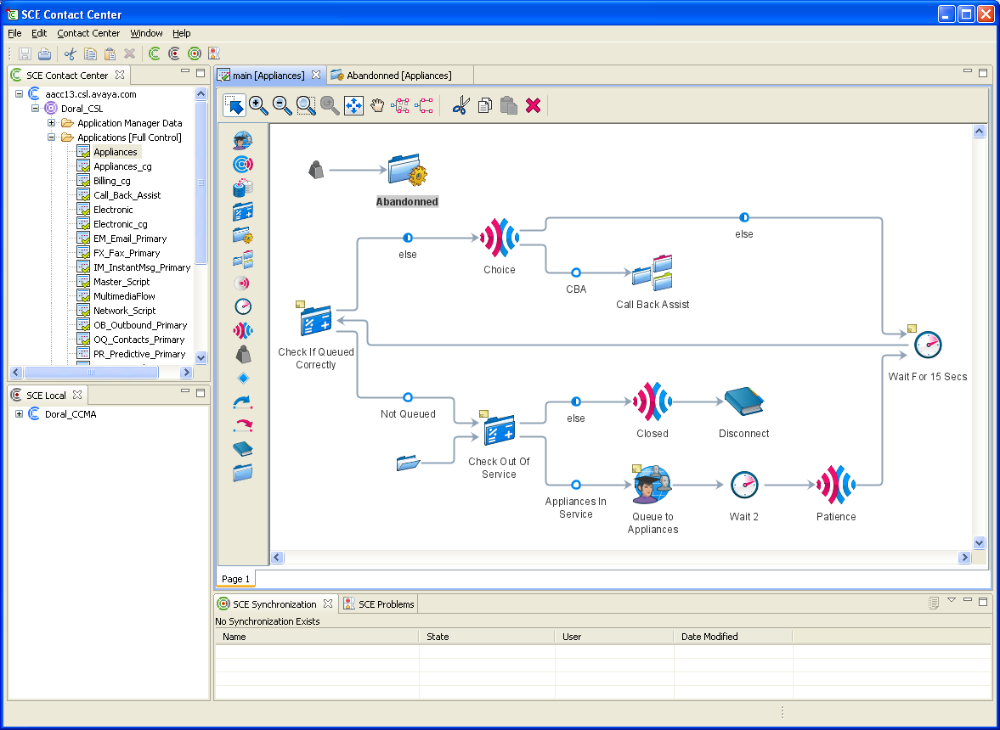 SCE Contact Center
File Edit Contact Center Window Help
SCE Contact Center
aacc13.csl.avaya.com
Doral_CSL
Application Manager Data
Applications [Full Control]
Appliances
Appliances_cg
Billing_cg
Call_Back_Assist
Electronic
Electronic_cg
EM_Email_Primary
FX_Fax_Primary
IM_InstantMsg_Primary
Master_Script
MultimediaFlow
Network_Script
OB_Outbound_Primary
OQ_Contacts_Primary
PR_Predictive_Primary
SCE Local
Doral_CCMA
main [Appliances]
Abandonned [Appliances]
Abandonned
else
Choice
else
CBA
Call Back Assist
Check If Queued
Correctly
Wait For 15 Secs
Not Queued
else
Closed
Disconnect
Check Out Of
Service
Appliances In
Service
Queue to
Appliances
Wait 2
Patience
Page 1
SCE Synchronization
SCE Problems
No Synchronization Exists
Name State User Date Modified